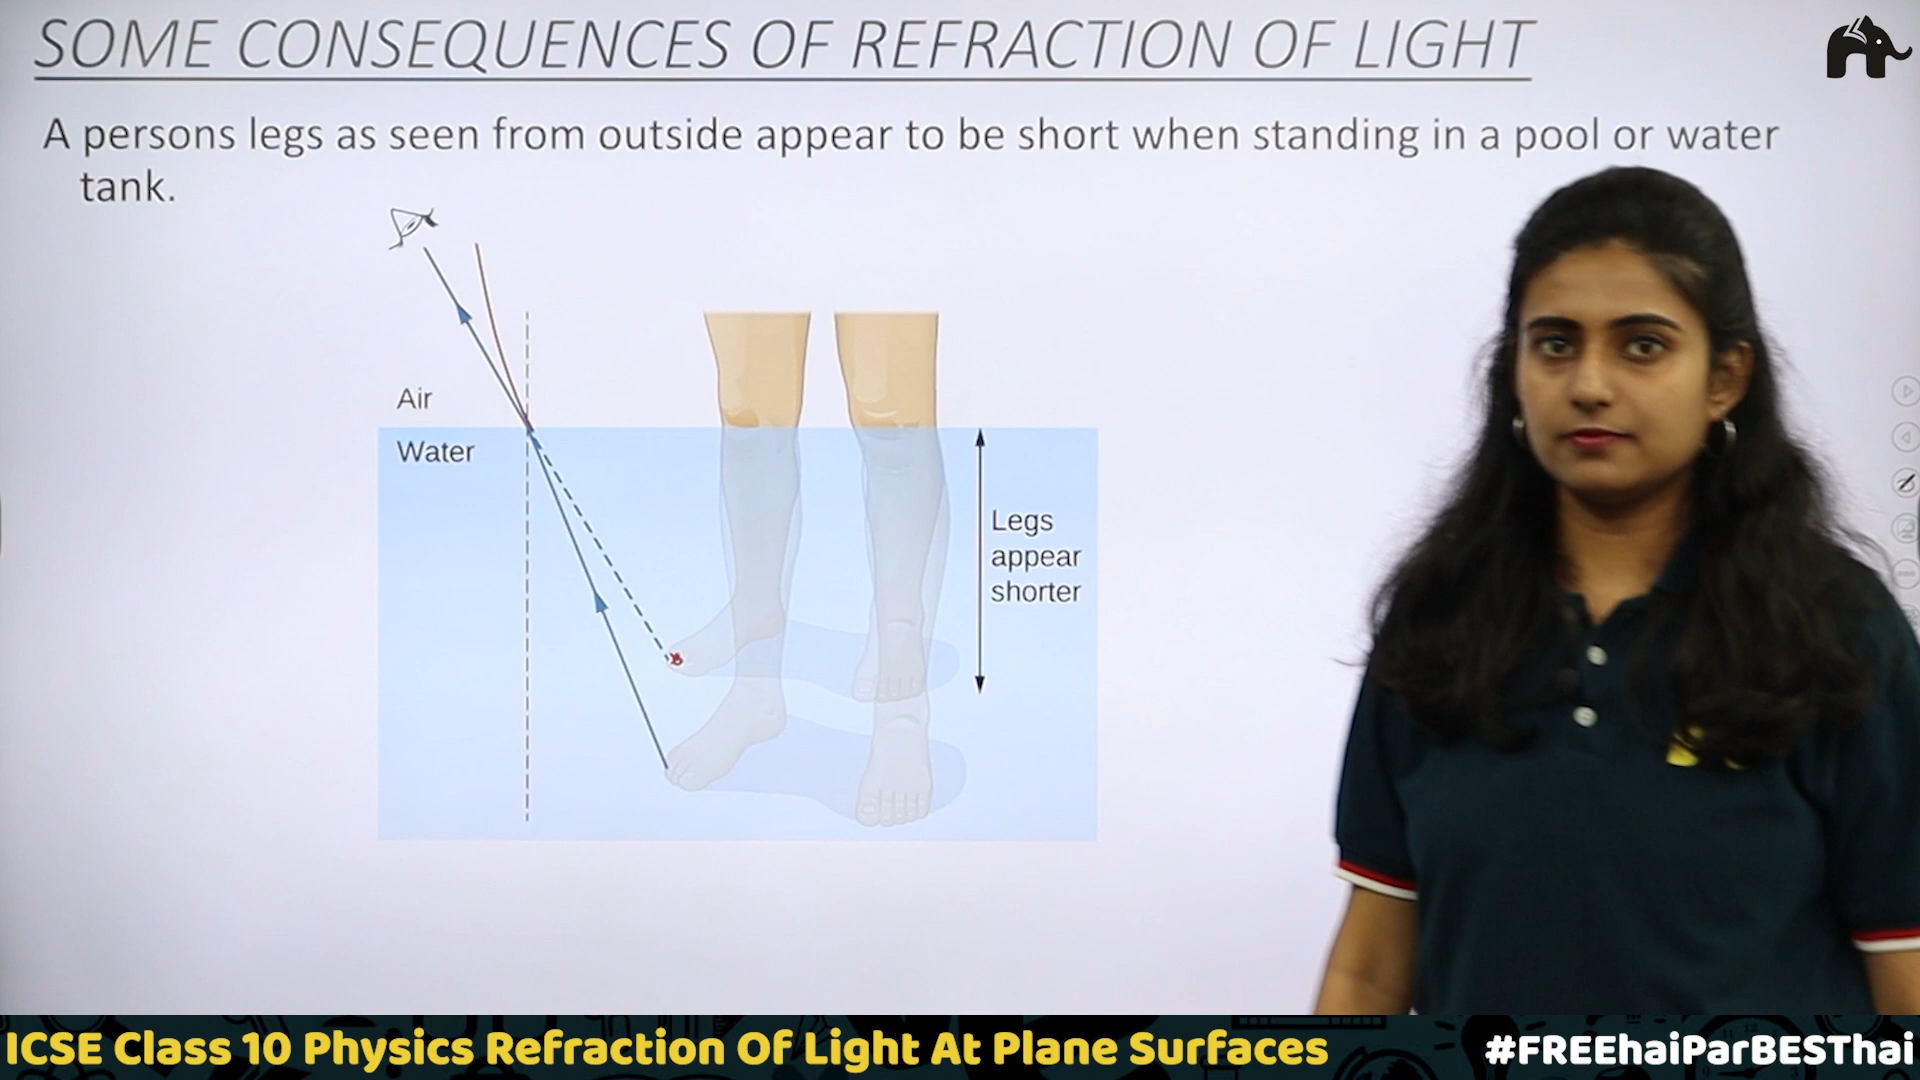 SOME CONSEQUENCES OF REFRACTION OF LIGHT
A persons legs as seen from outside appear to be short when standing in a pool or water
tank.
Air
Water
Legs
appear
shorter
ICSE Class 10 Physics Refraction Of Light At Plane Surfaces
#FREEhaiParBESThai